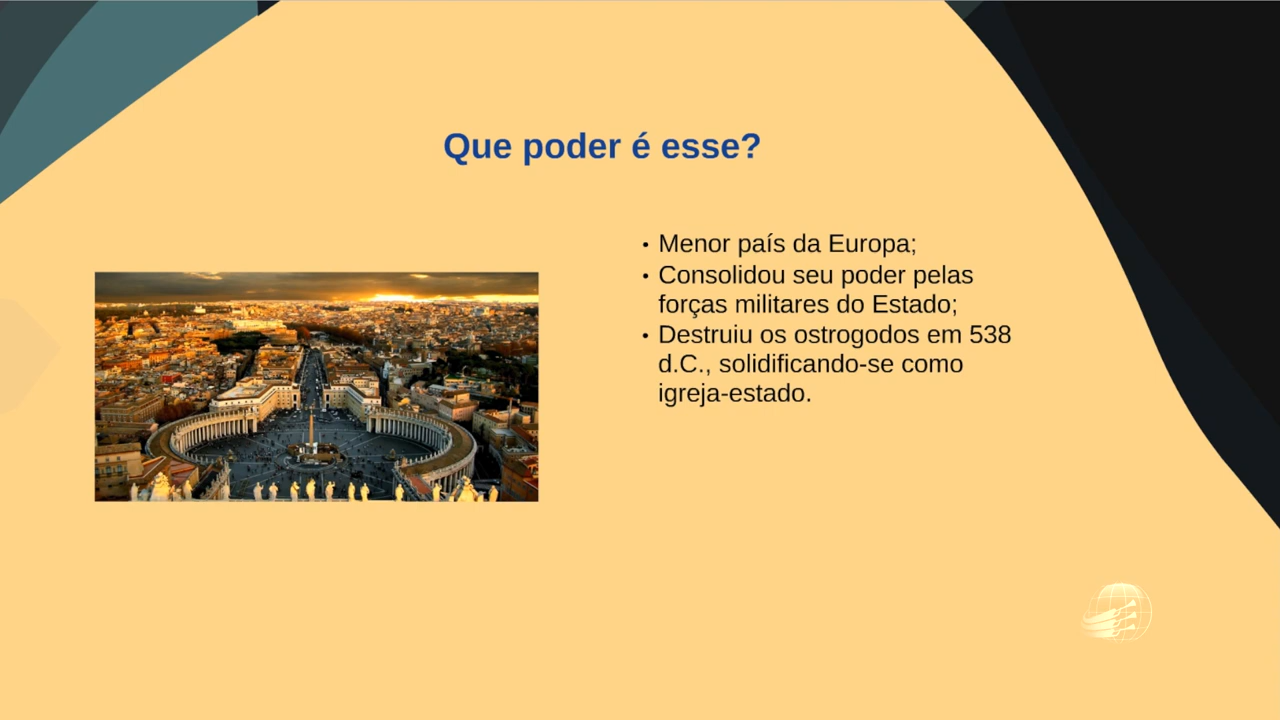 Que poder é esse?
• Menor país da Europa;
• Consolidou seu poder pelas
forças militares do Estado;
• Destruiu os ostrogodos em 538
d.C., solidificando-se como
igreja-estado.